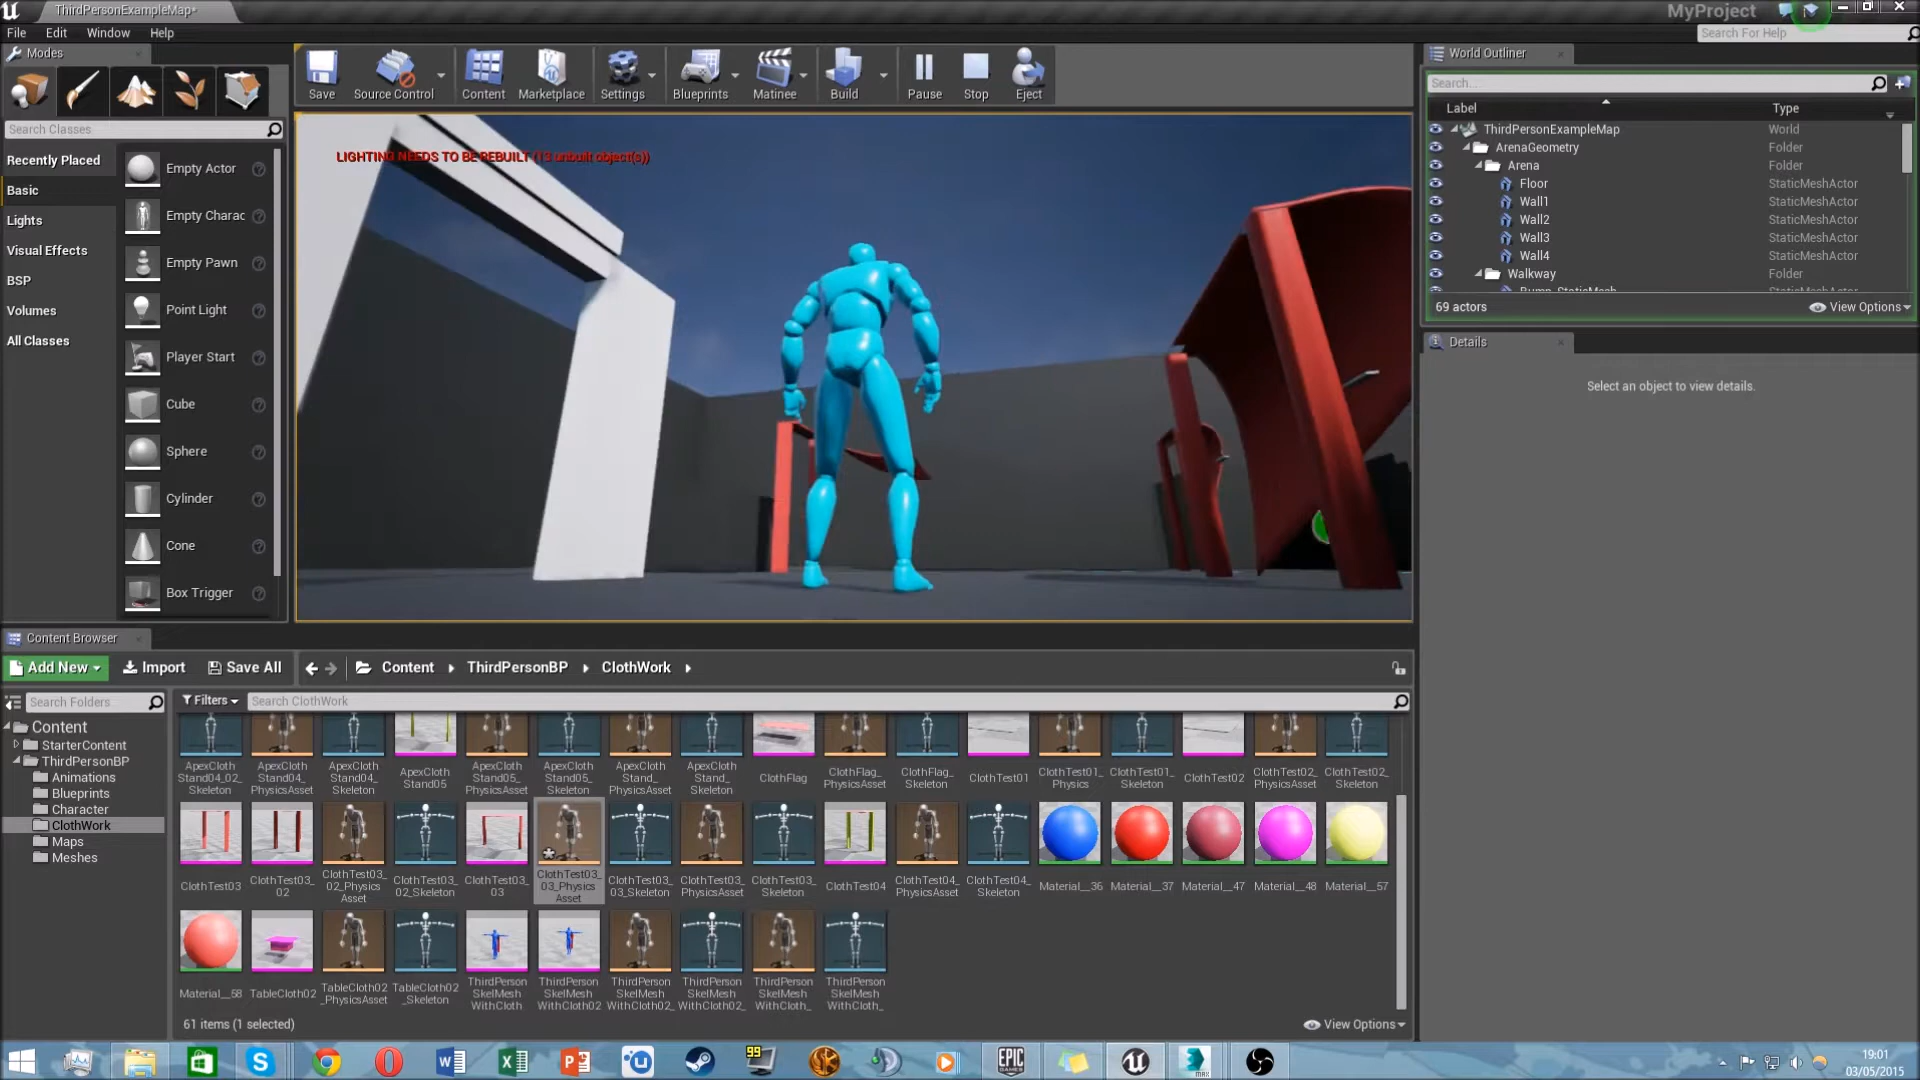 ThirdPersonExampleMap*
MyProject
File Edit Window Help
Search For Help
Modes
Search Classes
Recently Placed
Basic
Lights
Visual Effects
BSP
Volumes
All Classes
Empty Actor
Empty Charac
Empty Pawn
Point Light
Player Start
Cube
Sphere
Cylinder
Cone
Box Trigger
Save Source Control Content Marketplace Settings Blueprints Matinee Build Pause Stop Eject
LIGHTING NEEDS TO BE REBUILT (13 unbuilt object(s))
World Outliner
Search...
Label Type
ThirdPersonExampleMap World
ArenaGeometry Folder
Arena Folder
Floor StaticMeshActor
Wall1 StaticMeshActor
Wall2 StaticMeshActor
Wall3 StaticMeshActor
Wall4 StaticMeshActor
Walkway Folder
Bump_StaticMesh StaticMeshActor
69 actors View Options
Details
Select an object to view details.
Content Browser
Add New Import Save All Content ThirdPersonBP ClothWork
Search Folders
Filters Search ClothWork
Content
StarterContent
ThirdPersonBP
Animations
Blueprints
Character
ClothWork
Maps
Meshes
ApexCloth Stand04_02_ Skeleton
ApexCloth Stand04_ PhysicsAsset
ApexCloth Stand04_ Skeleton
ApexCloth Stand05
ApexCloth Stand05_ PhysicsAsset
ApexCloth Stand05_ Skeleton
ApexCloth Stand_ PhysicsAsset
ApexCloth Stand_ Skeleton
ClothFlag
ClothFlag_ PhysicsAsset
ClothFlag_ Skeleton
ClothTest01
ClothTest01_ Physics
ClothTest01_ Skeleton
ClothTest02
ClothTest02_ PhysicsAsset
ClothTest02_ Skeleton
ClothTest03
ClothTest03_ 02
ClothTest03_ 02_Physics Asset
ClothTest03_ 02_Skeleton
ClothTest03_ 03
ClothTest03_ 03_Physics Asset
ClothTest03_ 03_Skeleton
ClothTest03_ PhysicsAsset
ClothTest03_ Skeleton
ClothTest04
ClothTest04_ PhysicsAsset
ClothTest04_ Skeleton
Material__36
Material__37
Material__47
Material__48
Material__57
Material__58
TableCloth02
TableCloth02 _PhysicsAsset
TableCloth02 _Skeleton
ThirdPerson SkelMesh WithCloth
ThirdPerson SkelMesh WithCloth02
ThirdPerson SkelMesh WithCloth02_
ThirdPerson SkelMesh WithCloth02_
ThirdPerson SkelMesh WithCloth_
ThirdPerson SkelMesh WithCloth_
61 items (1 selected) View Options
99
EPIC GAMES
MAX
19:01
03/05/2015